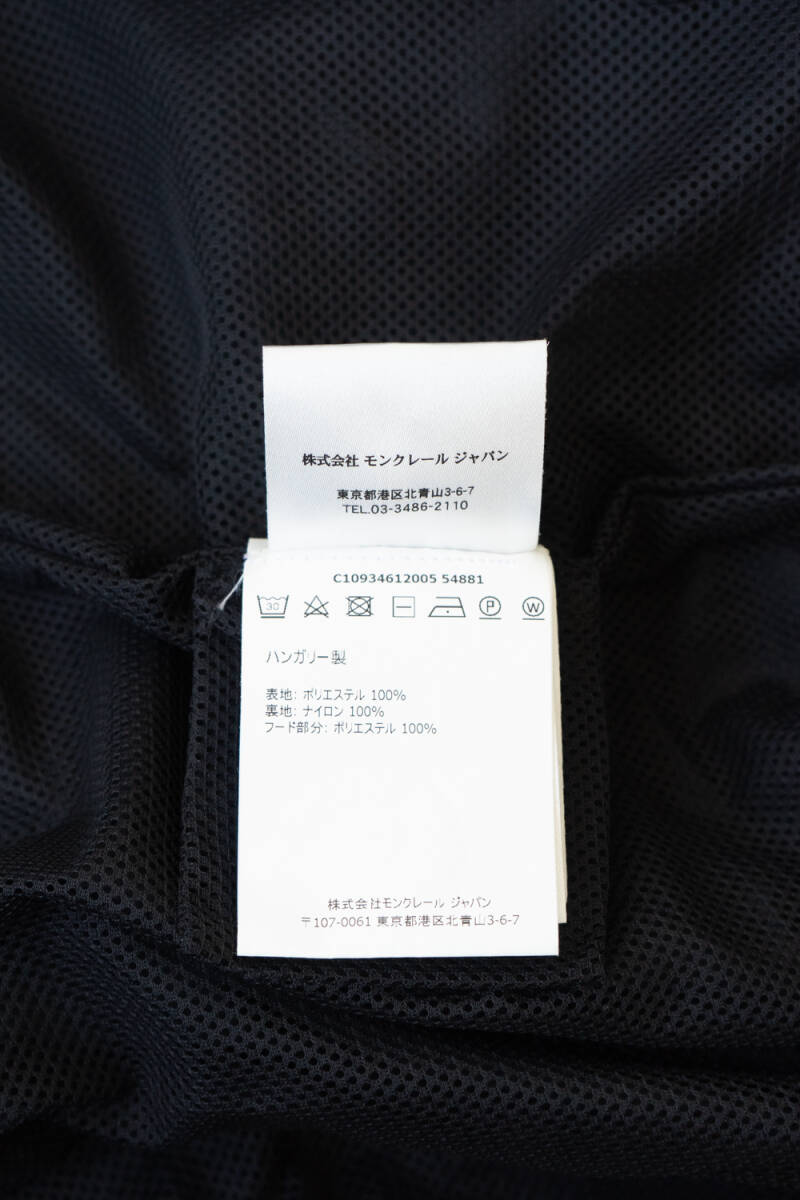 株式会社 モンクレール ジャパン
東京都港区北青山3-6-7
TEL.03-3486-2110
C10934612005 54881
30 P W
ハンガリー製
表地: ポリエステル 100%
裏地: ナイロン 100%
フード部分: ポリエステル 100%
株式会社モンクレール ジャパン
〒107-0061 東京都港区北青山3-6-7